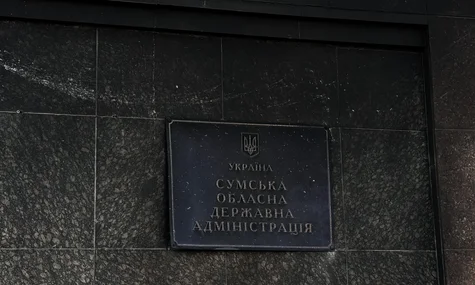 УКРАЇНА
СУМСЬКА
ОБЛАСНА
ДЕРЖАВНА
АДМІНІСТРАЦІЯ